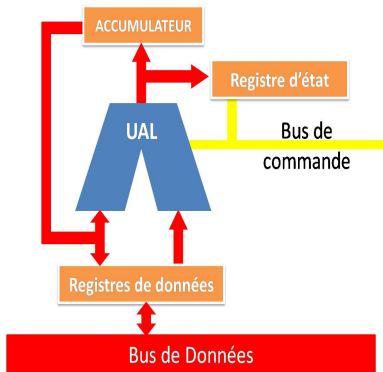 ACCUMULATEUR
Registre d'état
UAL
Bus de
commande
Registres de données
Bus de Données